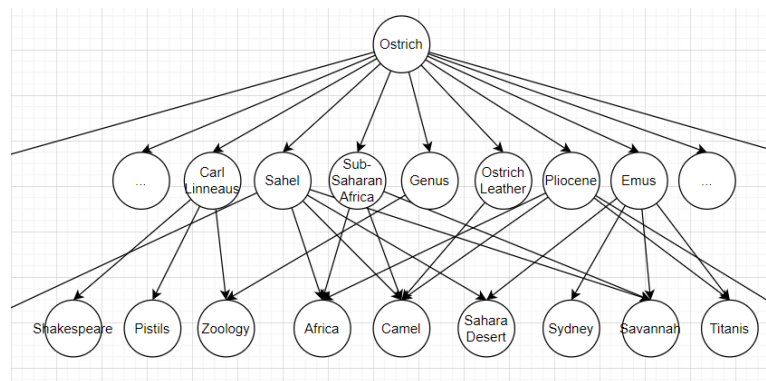 Ostrich
...
Carl
Linneaus
Sahel
Sub-
Saharan
Africa
Genus
Ostrich
Leather
Pliocene
Emus
...
Shakespeare
Pistils
Zoology
Africa
Camel
Sahara
Desert
Sydney
Savannah
Titanis